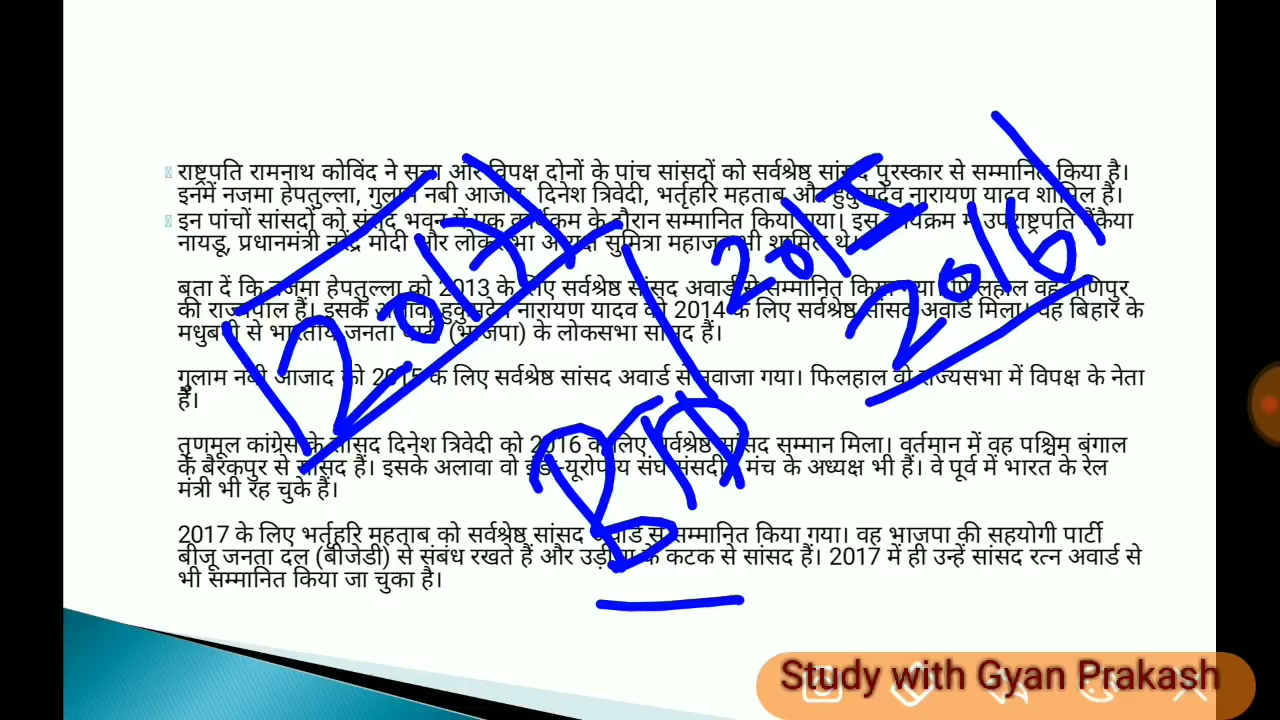 राष्ट्रपति रामनाथ कोविंद ने सत्ता और विपक्ष दोनों के पांच सांसदों को सर्वश्रेष्ठ सांसद पुरस्कार से सम्मानित किया है।
इनमें नजमा हेपतुल्ला, गुलाम नबी आजाद, दिनेश त्रिवेदी, भर्तृहरि महताब और हुकुमदेव नारायण यादव शामिल हैं।
इन पांचों सांसदों को संसद भवन में एक कार्यक्रम के दौरान सम्मानित किया गया। इस कार्यक्रम में उपराष्ट्रपति वेंकैया
नायडू, प्रधानमंत्री नरेंद्र मोदी और लोकसभा अध्यक्ष सुमित्रा महाजन भी शामिल थे।
बता दें कि नजमा हेपतुल्ला को 2013 के लिए सर्वश्रेष्ठ सांसद अवार्ड से सम्मानित किया गया। फिलहाल वह मणिपुर
की राज्यपाल हैं। इसके अलावा हुकुमदेव नारायण यादव को 2014 के लिए सर्वश्रेष्ठ सांसद अवार्ड मिला। वह बिहार के
मधुबनी से भारतीय जनता पार्टी (भाजपा) के लोकसभा सांसद हैं।
गुलाम नबी आजाद को 2015 के लिए सर्वश्रेष्ठ सांसद अवार्ड से नवाजा गया। फिलहाल वो राज्यसभा में विपक्ष के नेता
हैं।
तृणमूल कांग्रेस के सांसद दिनेश त्रिवेदी को 2016 के लिए सर्वश्रेष्ठ सांसद सम्मान मिला। वर्तमान में वह पश्चिम बंगाल
के बैरकपुर से सांसद हैं। इसके अलावा वो इंडो-यूरोपीय संघ संसदीय मंच के अध्यक्ष भी हैं। वे पूर्व में भारत के रेल
मंत्री भी रह चुके हैं।
2017 के लिए भर्तृहरि महताब को सर्वश्रेष्ठ सांसद अवार्ड से सम्मानित किया गया। वह भाजपा की सहयोगी पार्टी
बीजू जनता दल (बीजेडी) से संबंध रखते हैं और उड़ीसा के कटक से सांसद हैं। 2017 में ही उन्हें सांसद रत्न अवार्ड से
भी सम्मानित किया जा चुका है।
2016
Study with Gyan Prakash